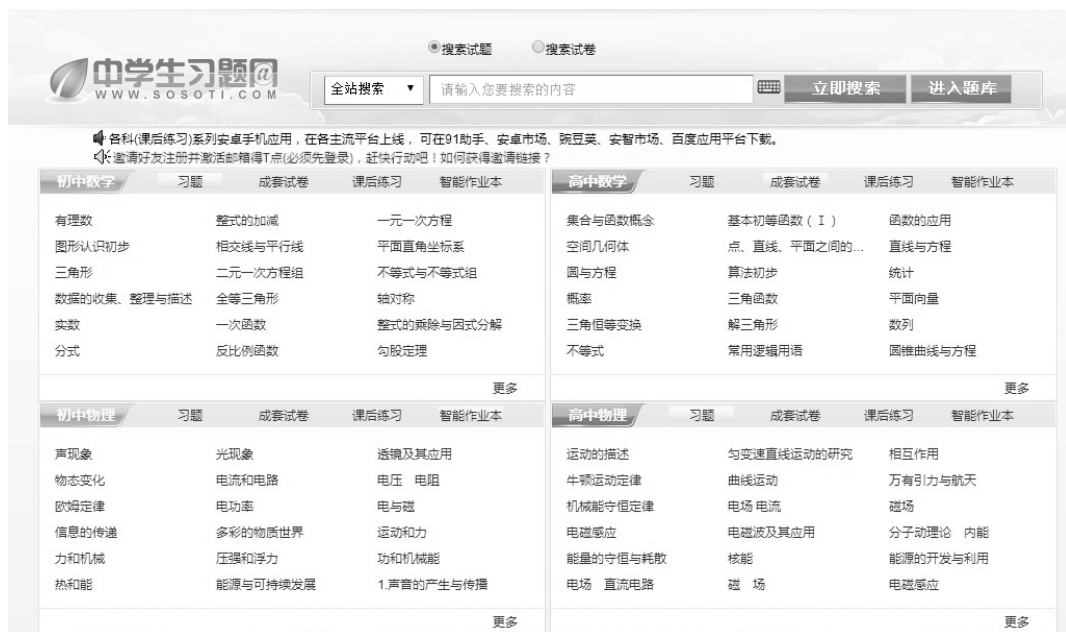 搜索试题 搜索试卷
中学生习题@
WWW.SOSOTI.COM
全站搜索 ▼ 请输入您要搜索的内容 立即搜索 进入题库
各科(课后练习)系列安卓手机应用，在各主流平台上线，可在91助手、安卓市场、豌豆荚、安智市场、百度应用平台下载。
邀请好友注册并激活邮箱得T点(必须先登录)，赶快行动吧！如何获得邀请链接？
初中数学 习题 成套试卷 课后练习 智能作业本
有理数 整式的加减 一元一次方程
图形认识初步 相交线与平行线 平面直角坐标系
三角形 二元一次方程组 不等式与不等式组
数据的收集、整理与描述 全等三角形 轴对称
实数 一次函数 整式的乘除与因式分解
分式 反比例函数 勾股定理
更多
高中数学 习题 成套试卷 课后练习 智能作业本
集合与函数概念 基本初等函数（Ⅰ） 函数的应用
空间几何体 点、直线、平面之间的... 直线与方程
圆与方程 算法初步 统计
概率 三角函数 平面向量
三角恒等变换 解三角形 数列
不等式 常用逻辑用语 圆锥曲线与方程
更多
初中物理 习题 成套试卷 课后练习 智能作业本
声现象 光现象 透镜及其应用
物态变化 电流和电路 电压 电阻
欧姆定律 电功率 电与磁
信息的传递 多彩的物质世界 运动和力
力和机械 压强和浮力 功和机械能
热和能 能源与可持续发展 1.声音的产生与传播
更多
高中物理 习题 成套试卷 课后练习 智能作业本
运动的描述 匀变速直线运动的研究 相互作用
牛顿运动定律 曲线运动 万有引力与航天
机械能守恒定律 电场 电流 磁场
电磁感应 电磁波及其应用 分子动理论 内能
能量的守恒与耗散 核能 能源的开发与利用
电场 直流电路 磁 场 电磁感应
更多